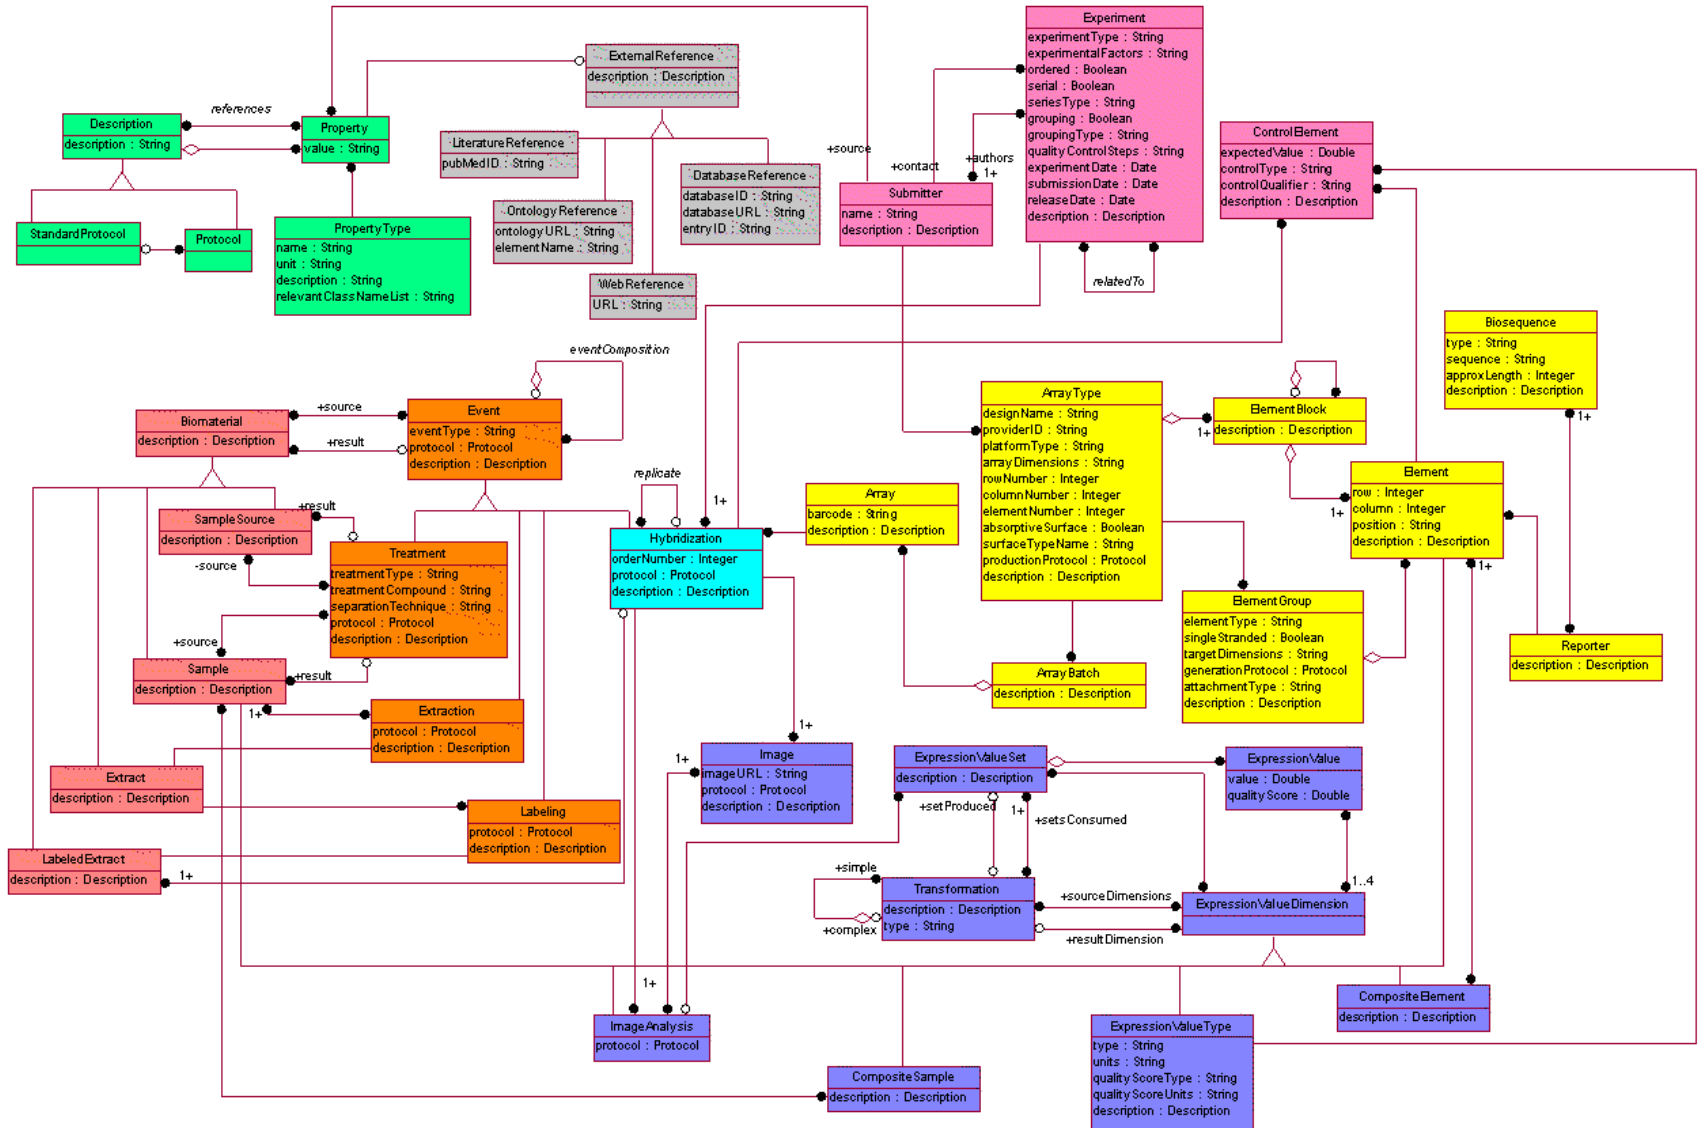 Experiment
experimentType : String
experimentalFactors : String
ordered : Boolean
serial : Boolean
seriesType : String
grouping : Boolean
groupingType : String
qualityControlSteps : String
experimentDate : Date
submissionDate : Date
releaseDate : Date
description : Description
ExternalReference
description : Description
references
Description
description : String
Property
value : String
LiteratureReference
pubMedID : String
+source
+contact
+authors
1+
ControlElement
expectedValue : Double
controlType : String
controlQualifier : String
description : Description
DatabaseReference
databaseID : String
databaseURL : String
entryID : String
Submitter
name : String
description : Description
OntologyReference
ontologyURL : String
elementName : String
StandardProtocol
Protocol
PropertyType
name : String
unit : String
description : String
relevantClassNameList : String
WebReference
URL : String
relatedTo
Biosequence
type : String
sequence : String
approxLength : Integer
description : Description
1+
eventComposition
Biomaterial
description : Description
+source
+result
Event
eventType : String
protocol : Protocol
description : Description
ArrayType
designName : String
providerID : String
platformType : String
arrayDimensions : String
rowNumber : Integer
columnNumber : Integer
elementNumber : Integer
absorptiveSurface : Boolean
surfaceTypeName : String
productionProtocol : Protocol
description : Description
1+
ElementBlock
description : Description
1+
Element
row : Integer
column : Integer
position : String
description : Description
1+
replicate
1+
Array
barcode : String
description : Description
SampleSource
description : Description
+result
-source
Treatment
treatmentType : String
treatmentCompound : String
separationTechnique : String
protocol : Protocol
description : Description
Hybridization
orderNumber : Integer
protocol : Protocol
description : Description
ElementGroup
elementType : String
singleStranded : Boolean
targetDimensions : String
generationProtocol : Protocol
attachmentType : String
description : Description
Reporter
description : Description
+source
+result
Sample
description : Description
1+
ArrayBatch
description : Description
Extraction
protocol : Protocol
description : Description
1+
1+
Image
imageURL : String
protocol : Protocol
description : Description
ExpressionValueSet
description : Description
ExpressionValue
value : Double
qualityScore : Double
Extract
description : Description
Labeling
protocol : Protocol
description : Description
+setProduced
1+
+setsConsumed
LabeledExtract
description : Description
1+
+simple
+complex
Transformation
description : Description
type : String
+sourceDimensions
+resultDimension
1..4
ExpressionValueDimension
1+
ImageAnalysis
protocol : Protocol
CompositeElement
description : Description
ExpressionValueType
type : String
units : String
qualityScoreType : String
qualityScoreUnits : String
description : Description
CompositeSample
description : Description